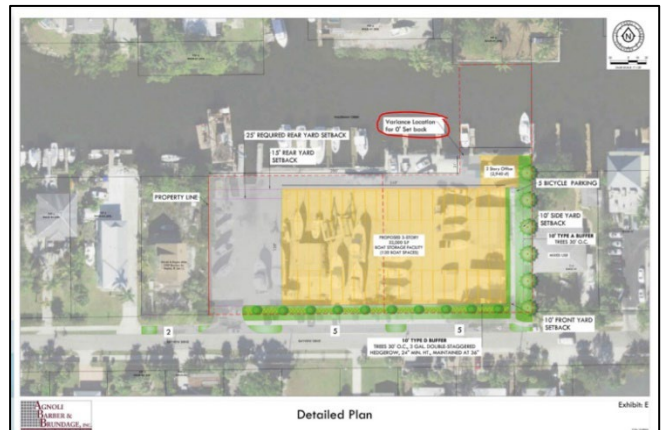 Variance Location
for 0' Set back
25' REQUIRED REAR YARD SETBACK
15' REAR YARD
SETBACK
PROPERTY LINE
2 Story Office
5 BICYCLE PARKING
10' SIDE YARD
SETBACK
10' TYPE A BUFFER
TREES 30' O.C.
PROPOSED
BOAT STORAGE FACILITY
(120 BOAT SPACES)
10' FRONT YARD
SETBACK
2
5
5
10' TYPE D BUFFER
TREES 30' O.C., 3 GAL. DOUBLE STAGGERED
HEDGEROW, 24" MIN. HT., MAINTAINED AT 36"
AGNOLI
BARBER &
BRUNDAGE, INC.
Detailed Plan
Exhibit: E